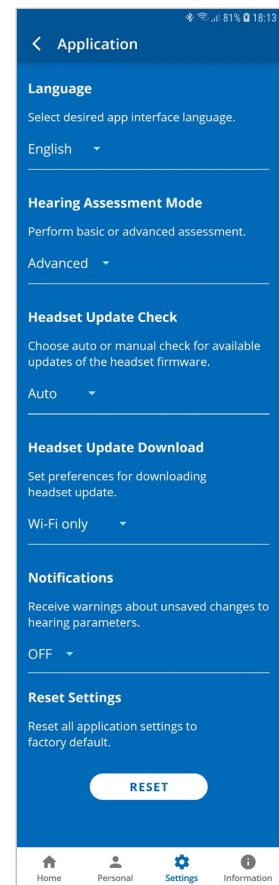 81% 18:13
Application
Language
Select desired app interface language.
English
Hearing Assessment Mode
Perform basic or advanced assessment.
Advanced
Headset Update Check
Choose auto or manual check for available
updates of the headset firmware.
Auto
Headset Update Download
Set preferences for downloading
headset update.
Wi-Fi only
Notifications
Receive warnings about unsaved changes to
hearing parameters.
OFF
Reset Settings
Reset all application settings to
factory default.
RESET
Home Personal Settings Information